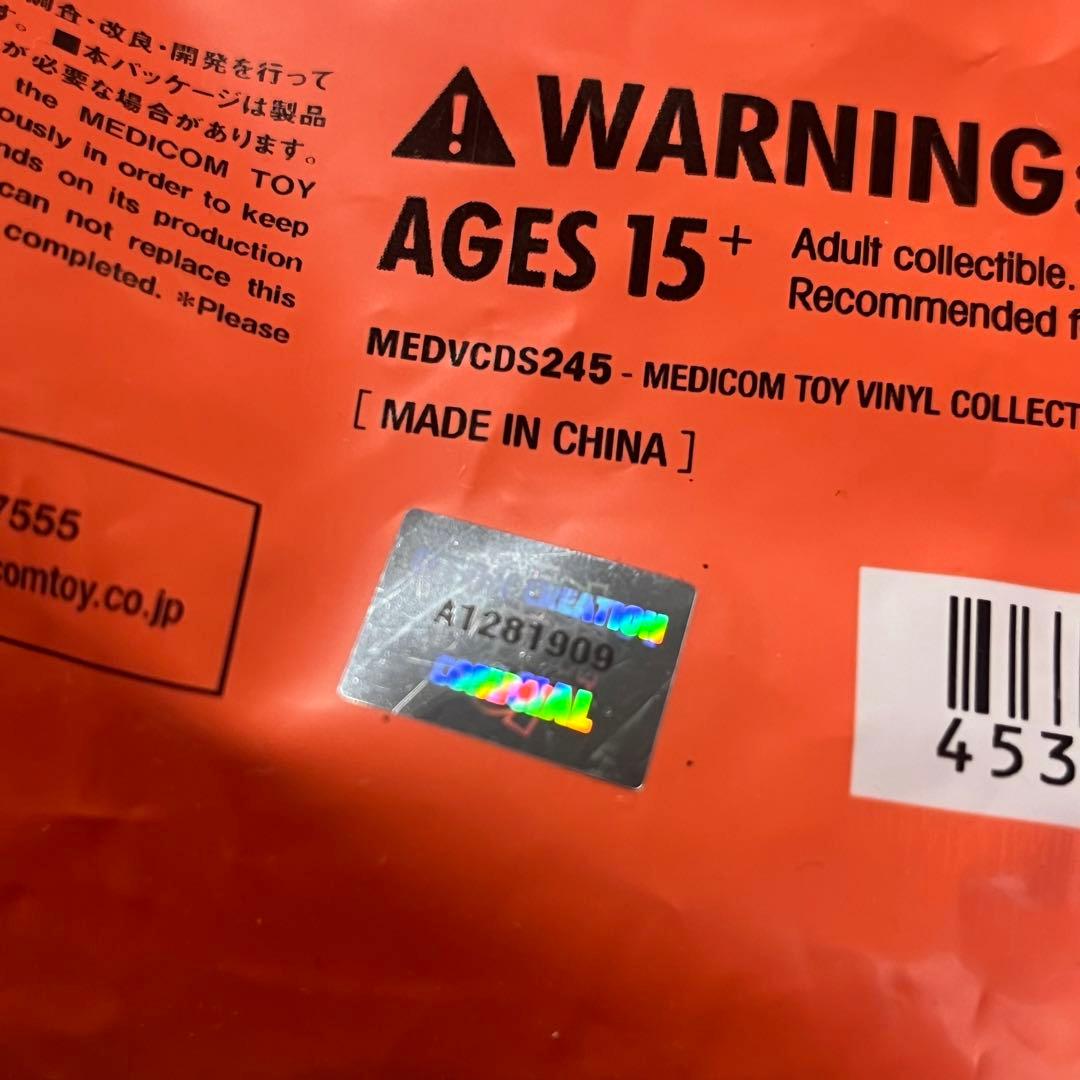 調合・改良・開発を行って
す。■本パッケージは製品
が必要な場合があります。
the MEDICOM TOY
ously in order to keep
nds on its production
can not replace this
completed. *Please
WARNING:
AGES 15+
Adult collectible.
Recommended f
MEDVCDS245 - MEDICOM TOY VINYL COLLECT
[ MADE IN CHINA ]
7555
comtoy.co.jp
CREATION
A1281909
453